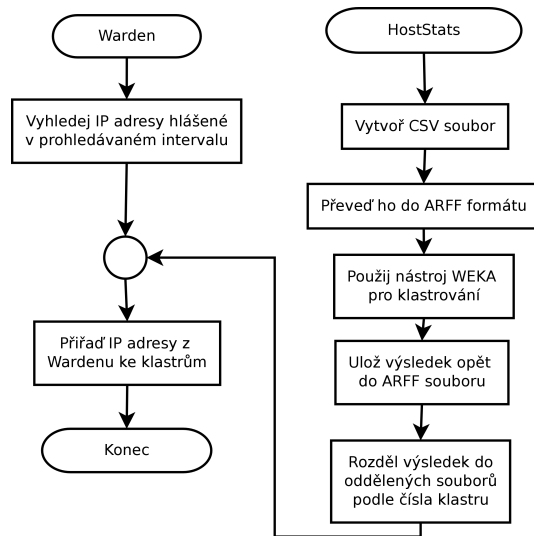 Warden
Vyhledej IP adresy hlášené
v prohledávaném intervalu
Přiřaď IP adresy z
Wardenu ke klastrům
Konec
HostStats
Vytvoř CSV soubor
Převeď ho do ARFF formátu
Použij nástroj WEKA
pro klastrování
Ulož výsledek opět
do ARFF souboru
Rozděl výsledek do
oddělených souborů
podle čísla klastru